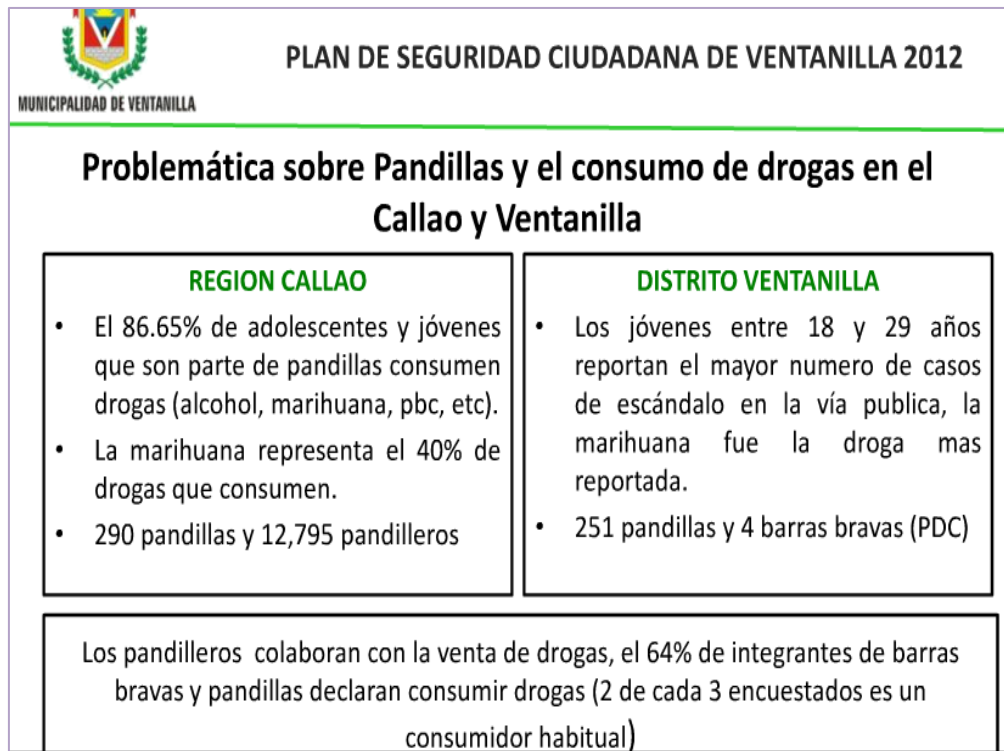 PLAN DE SEGURIDAD CIUDADANA DE VENTANILLA 2012
MUNICIPALIDAD DE VENTANILLA
Problemática sobre Pandillas y el consumo de drogas en el
Callao y Ventanilla
REGION CALLAO
• El 86.65% de adolescentes y jóvenes
que son parte de pandillas consumen
drogas (alcohol, marihuana, pbc, etc).
• La marihuana representa el 40% de
drogas que consumen.
• 290 pandillas y 12,795 pandilleros
DISTRITO VENTANILLA
• Los jóvenes entre 18 y 29 años
reportan el mayor numero de casos
de escándalo en la vía publica, la
marihuana fue la droga mas
reportada.
• 251 pandillas y 4 barras bravas (PDC)
Los pandilleros colaboran con la venta de drogas, el 64% de integrantes de barras
bravas y pandillas declaran consumir drogas (2 de cada 3 encuestados es un
consumidor habitual)